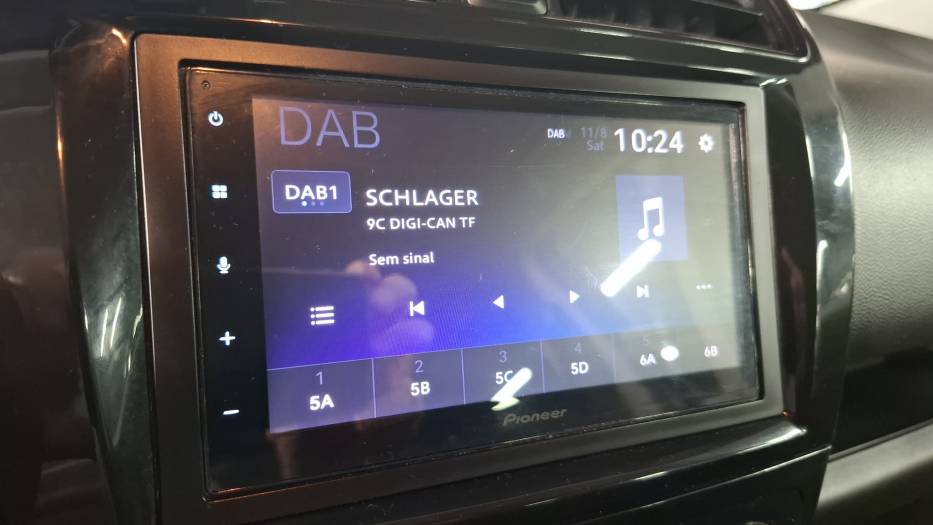 DAB
DAB 11/8 Sat 10:24
DAB1
SCHLAGER
9C DIGI-CAN TF
Sem sinal
1 2 3 4 5
5A 5B 5C 5D 6A 6B
Pioneer